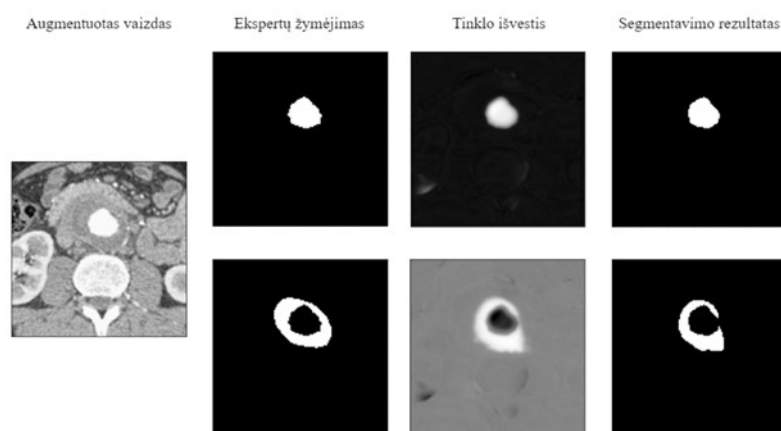 Augmentuotas vaizdas
Ekspertų žymėjimas
Tinklo išvestis
Segmentavimo rezultatas